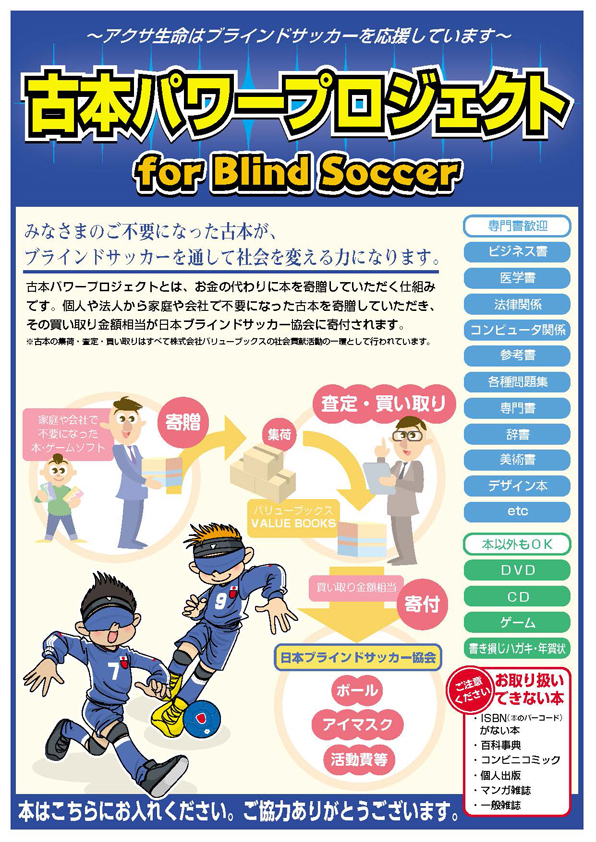 ～アクサ生命はブラインドサッカーを応援しています～
古本パワープロジェクト
for Blind Soccer
みなさまのご不要になった古本が、
ブラインドサッカーを通して社会を変える力になります。
古本パワープロジェクトとは、お金の代わりに本を寄贈していただく仕組み
です。個人や法人から家庭や会社で不要になった古本を寄贈していただき、
その買い取り金額相当が日本ブラインドサッカー協会に寄付されます。
※古本の集荷・査定・買い取りはすべて株式会社バリューブックスの社会貢献活動の一環として行われています。
家庭や会社で
不要になった
本・ゲームソフト
寄贈
集荷
査定・買い取り
バリューブックス
VALUE BOOKS
買い取り金額相当
寄付
日本ブラインドサッカー協会
ボール
アイマスク
活動費等
9
7
専門書歓迎
ビジネス書
医学書
法律関係
コンピュータ関係
参考書
各種問題集
専門書
辞書
美術書
デザイン本
etc
本以外もOK
DVD
CD
ゲーム
書き損じハガキ・年賀状
ご注意
ください
お取り扱い
できない本
・ISBN（本のバーコード）
がない本
・百科事典
・コンビニコミック
・個人出版
・マンガ雑誌
・一般雑誌
本はこちらにお入れください。ご協力ありがとうございます。